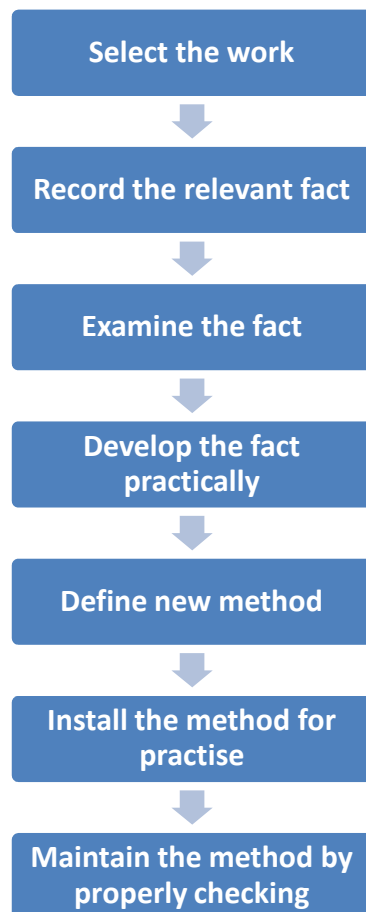 Select the work
Record the relevant fact
Examine the fact
Develop the fact
practically
Define new method
Install the method for
practise
Maintain the method by
properly checking